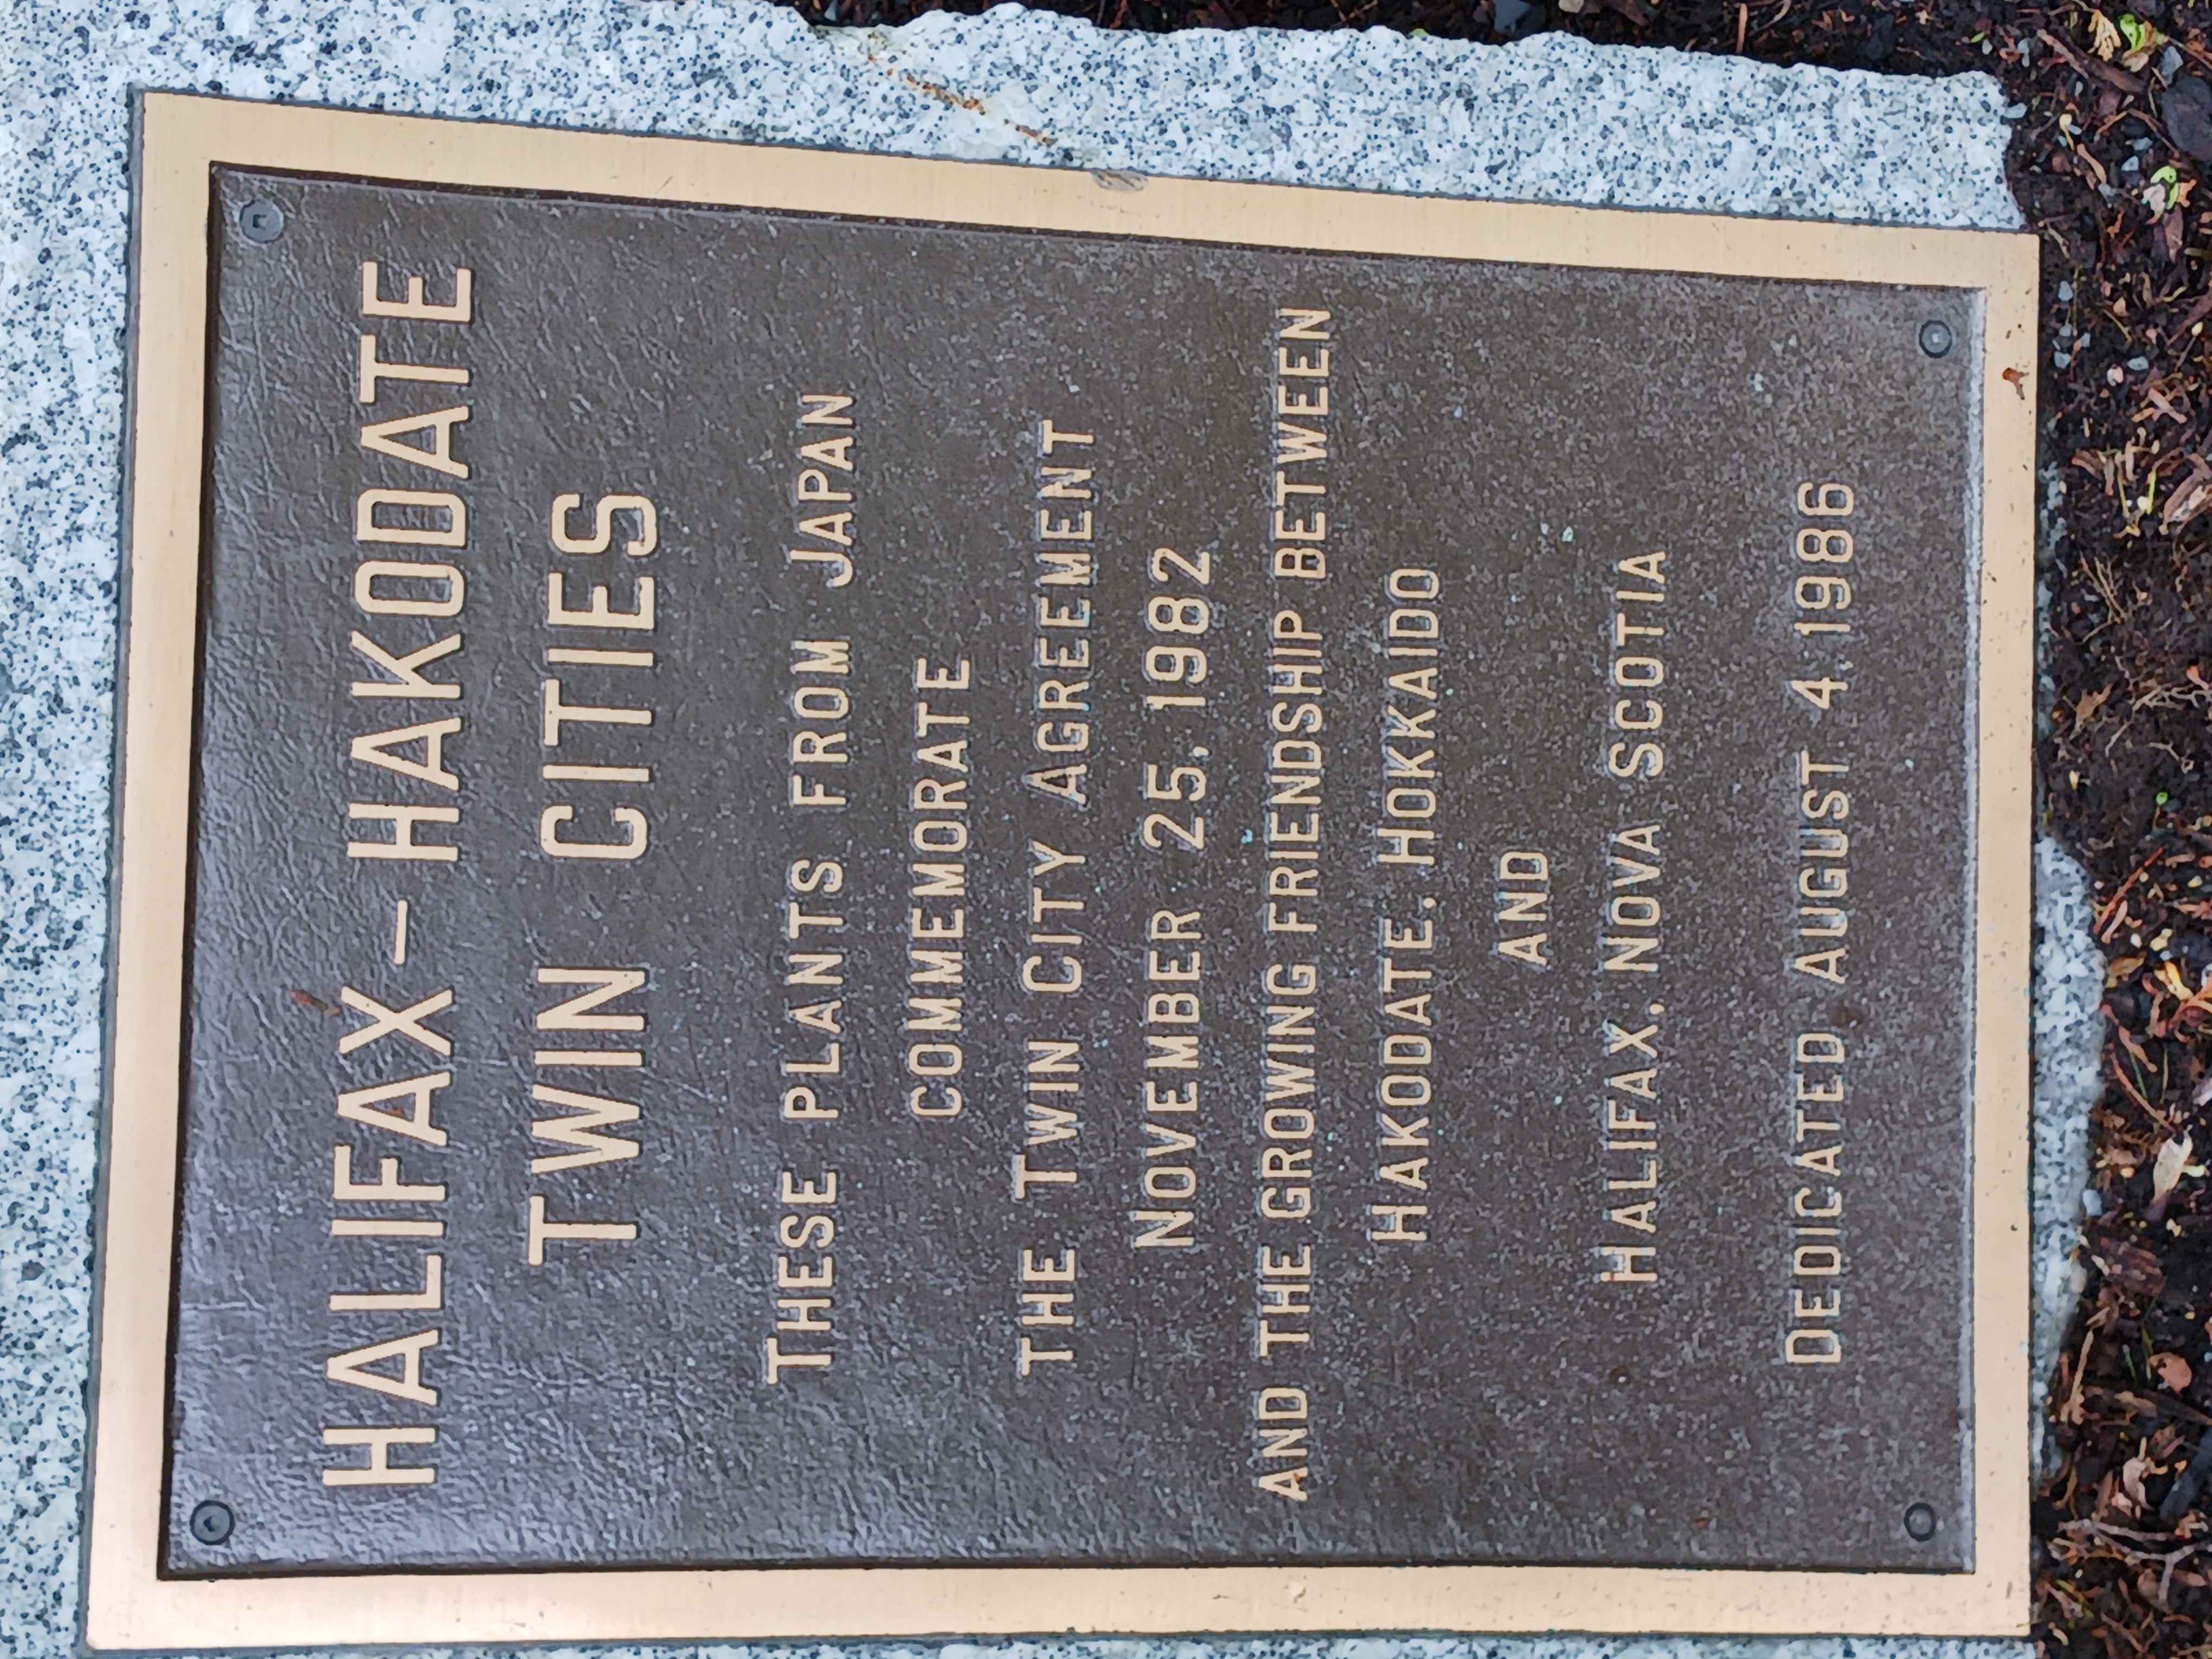 HALIFAX - HAKODATE
TWIN CITIES
THESE PLANTS FROM JAPAN
COMMEMORATE
THE TWIN CITY AGREEMENT
NOVEMBER 25, 1982
AND THE GROWING FRIENDSHIP BETWEEN
HAKODATE, HOKKAIDO
AND
HALIFAX, NOVA SCOTIA
DEDICATED AUGUST 4, 1986